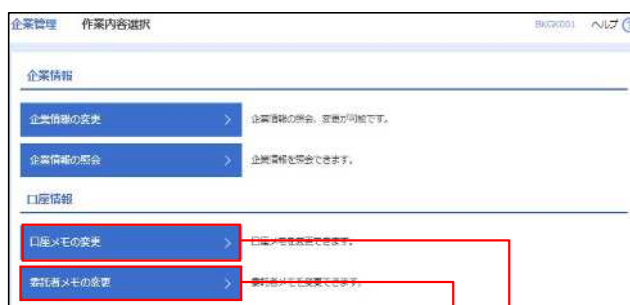 企業管理　作業内容選択　BKGK001　ヘルプ ?
企業情報
企業情報の変更　企業情報の照会、変更が可能です。
企業情報の照会　企業情報を照会できます。
口座情報
口座メモの変更　口座メモを変更できます。
委託者メモの変更　委託者メモを変更できます。